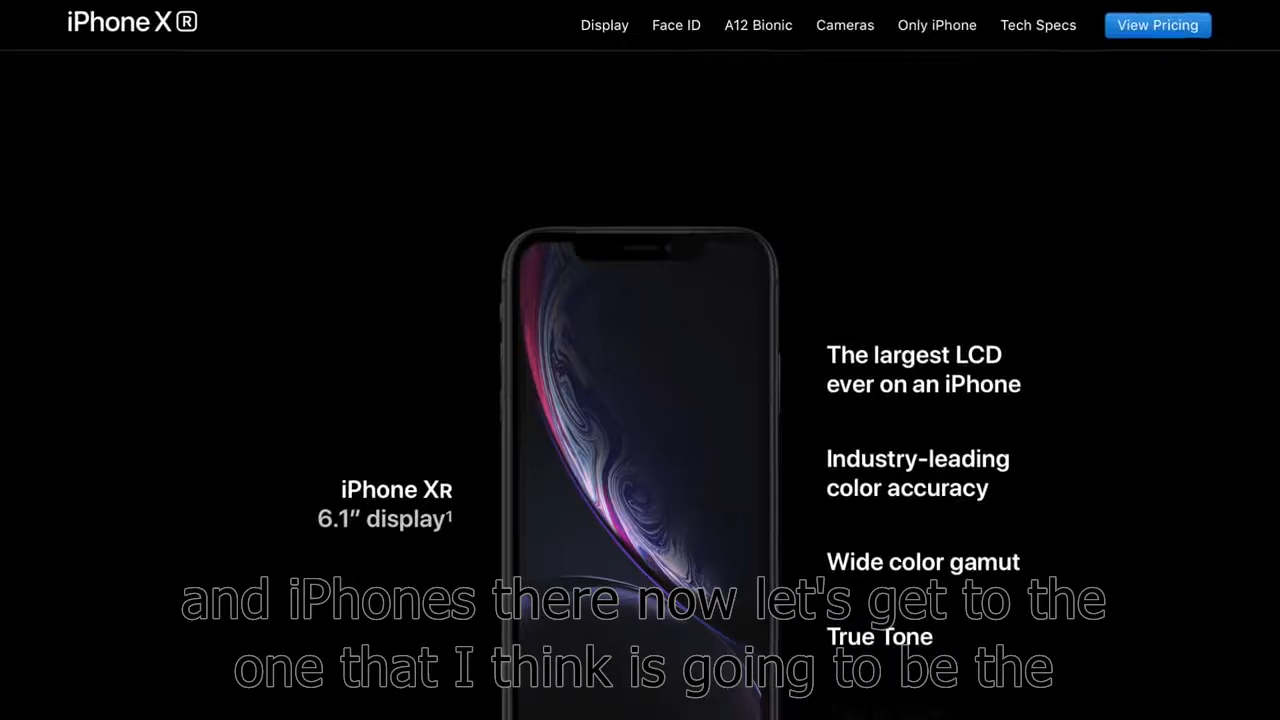 iPhone XR
Display Face ID A12 Bionic Cameras Only iPhone Tech Specs View Pricing
The largest LCD
ever on an iPhone
Industry-leading
color accuracy
iPhone XR
6.1” display¹
Wide color gamut
True Tone
and iPhones there now let's get to the
one that I think is going to be the